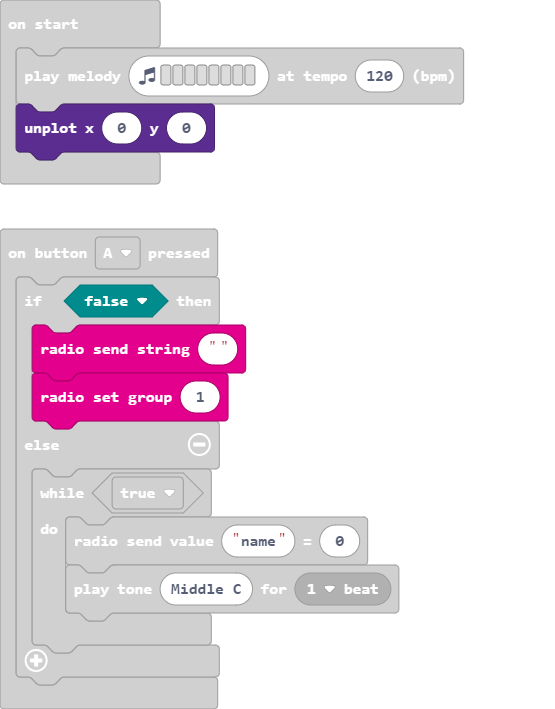 on start
play melody at tempo 120 (bpm)
unplot x 0 y 0
on button A pressed
if false then
radio send string " "
radio set group 1
else
while true
do
radio send value "name" = 0
play tone Middle C for 1 beat